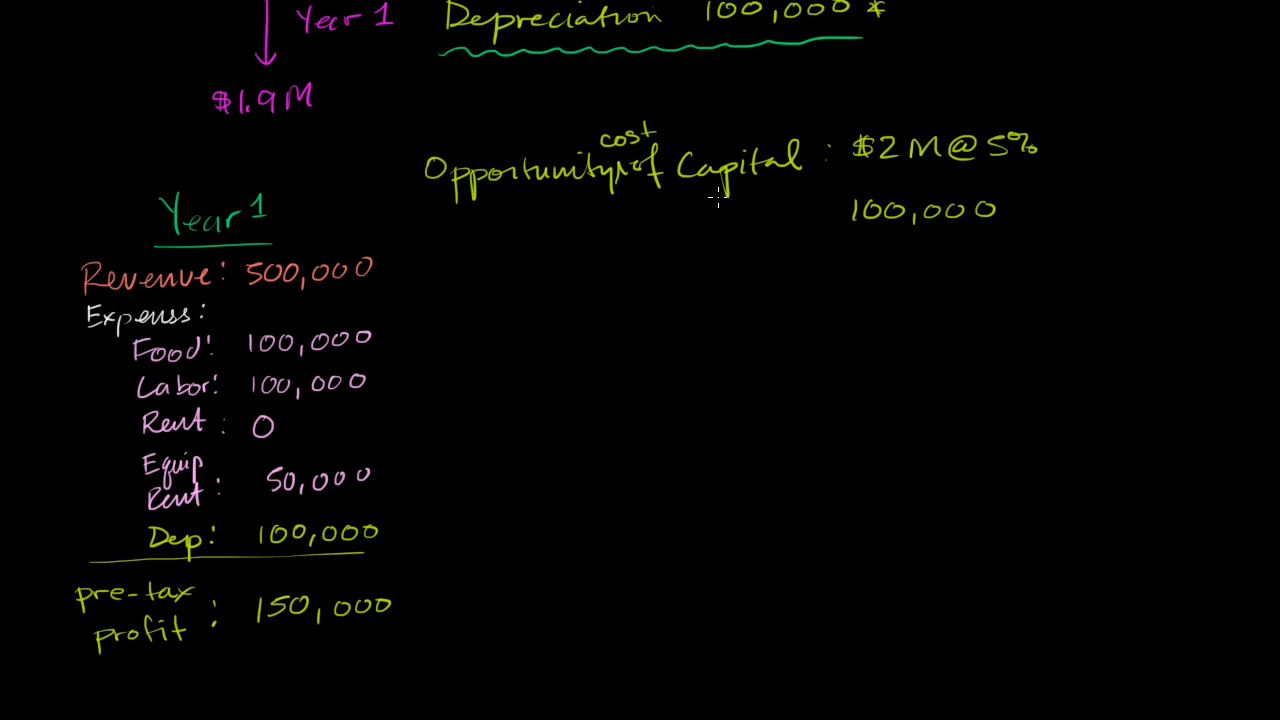 Year 1
Depreciation 100,000 *
$1.9M
cost
Opportunity of Capital : $2M@5%
100,000
Year 1
Revenue: 500,000
Expenss:
Food: 100,000
Labor: 100,000
Rent : 0
Equip
Rent : 50,000
Dep: 100,000
pre-tax
profit : 150,000